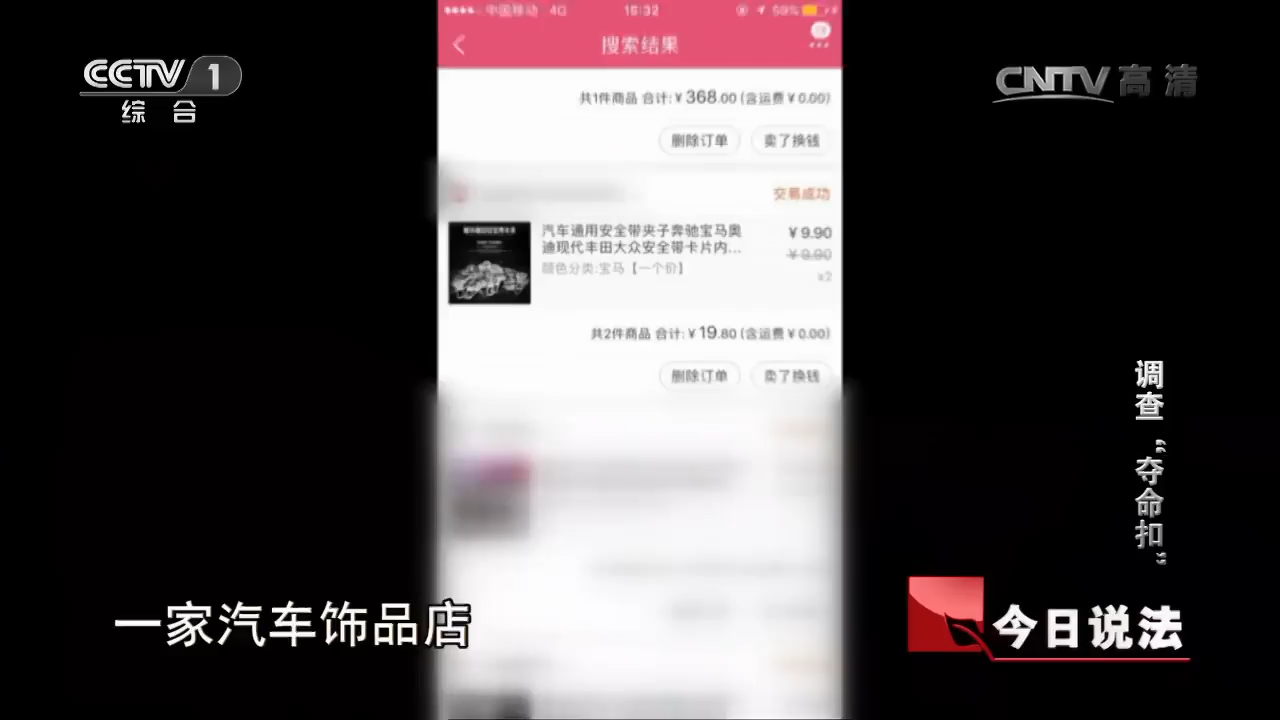 CCTV 1
综合
CNTV 高清
中国移动 4G 16:32 59%
搜索结果
共1件商品 合计:¥368.00 (含运费¥0.00)
删除订单 卖了换钱
交易成功
汽车通用安全带夹子奔驰宝马奥
迪现代丰田大众安全带卡片内...
颜色分类:宝马【一个价】
¥9.90
¥9.90
x2
共2件商品 合计:¥19.80 (含运费¥0.00)
删除订单 卖了换钱
调查“夺命扣”
一家汽车饰品店
今日说法